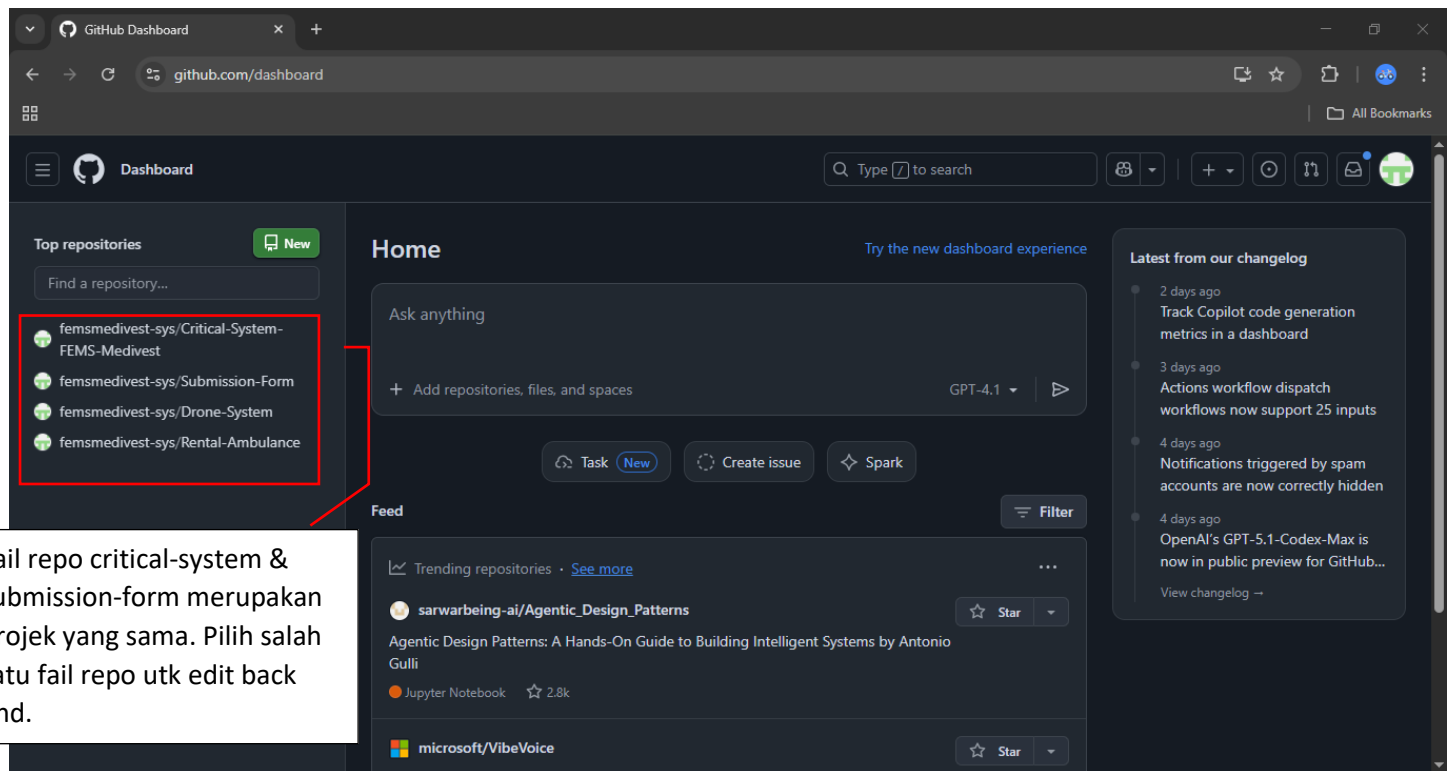 GitHub Dashboard
github.com/dashboard
All Bookmarks
Dashboard
Type / to search
Top repositories
New
Find a repository...
femsmedivest-sys/Critical-System-
FEMS-Medivest
femsmedivest-sys/Submission-Form
femsmedivest-sys/Drone-System
femsmedivest-sys/Rental-Ambulance
ail repo critical-system &
ubmission-form merupakan
rojek yang sama. Pilih salah
atu fail repo utk edit back
nd.
Home
Try the new dashboard experience
Ask anything
Add repositories, files, and spaces
GPT-4.1
Task New
Create issue
Spark
Feed
Filter
Trending repositories · See more
sarwarbeing-ai/Agentic_Design_Patterns
Star
Agentic Design Patterns: A Hands-On Guide to Building Intelligent Systems by Antonio
Gulli
Jupyter Notebook
2.8k
microsoft/VibeVoice
Star
Latest from our changelog
2 days ago
Track Copilot code generation
metrics in a dashboard
3 days ago
Actions workflow dispatch
workflows now support 25 inputs
4 days ago
Notifications triggered by spam
accounts are now correctly hidden
4 days ago
OpenAI's GPT-5.1-Codex-Max is
now in public preview for GitHub...
View changelog →